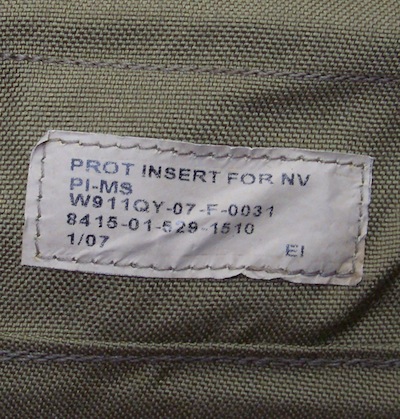 PROT INSERT FOR NV
PI-MS
W911QY-07-F-0031
8415-01-529-1510
1/07 EI